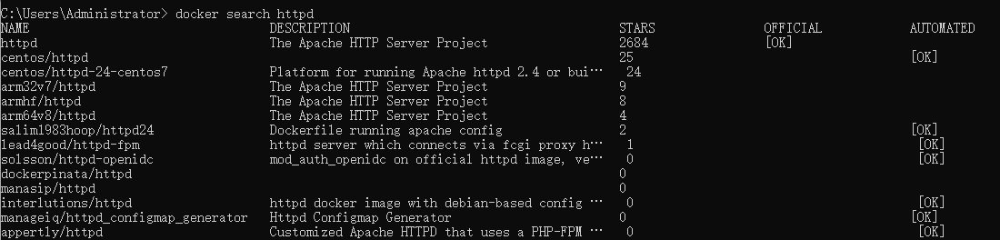 C:\Users\Administrator> docker search httpd
NAME DESCRIPTION STARS OFFICIAL AUTOMATED
httpd The Apache HTTP Server Project 2684 [OK]
centos/httpd 25 [OK]
centos/httpd-24-centos7 Platform for running Apache httpd 2.4 or bui… 24
arm32v7/httpd The Apache HTTP Server Project 9
armhf/httpd The Apache HTTP Server Project 8
arm64v8/httpd The Apache HTTP Server Project 4
salim1983hoop/httpd24 Dockerfile running apache config 2 [OK]
lead4good/httpd-fpm httpd server which connects via fcgi proxy h… 1 [OK]
solsson/httpd-openidc mod_auth_openidc on official httpd image, ve… 0 [OK]
dockerpinata/httpd 0
manasip/httpd 0
interlutions/httpd httpd docker image with debian-based config … 0 [OK]
manageiq/httpd_configmap_generator Httpd Configmap Generator 0 [OK]
appertly/httpd Customized Apache HTTPD that uses a PHP-FPM … 0 [OK]